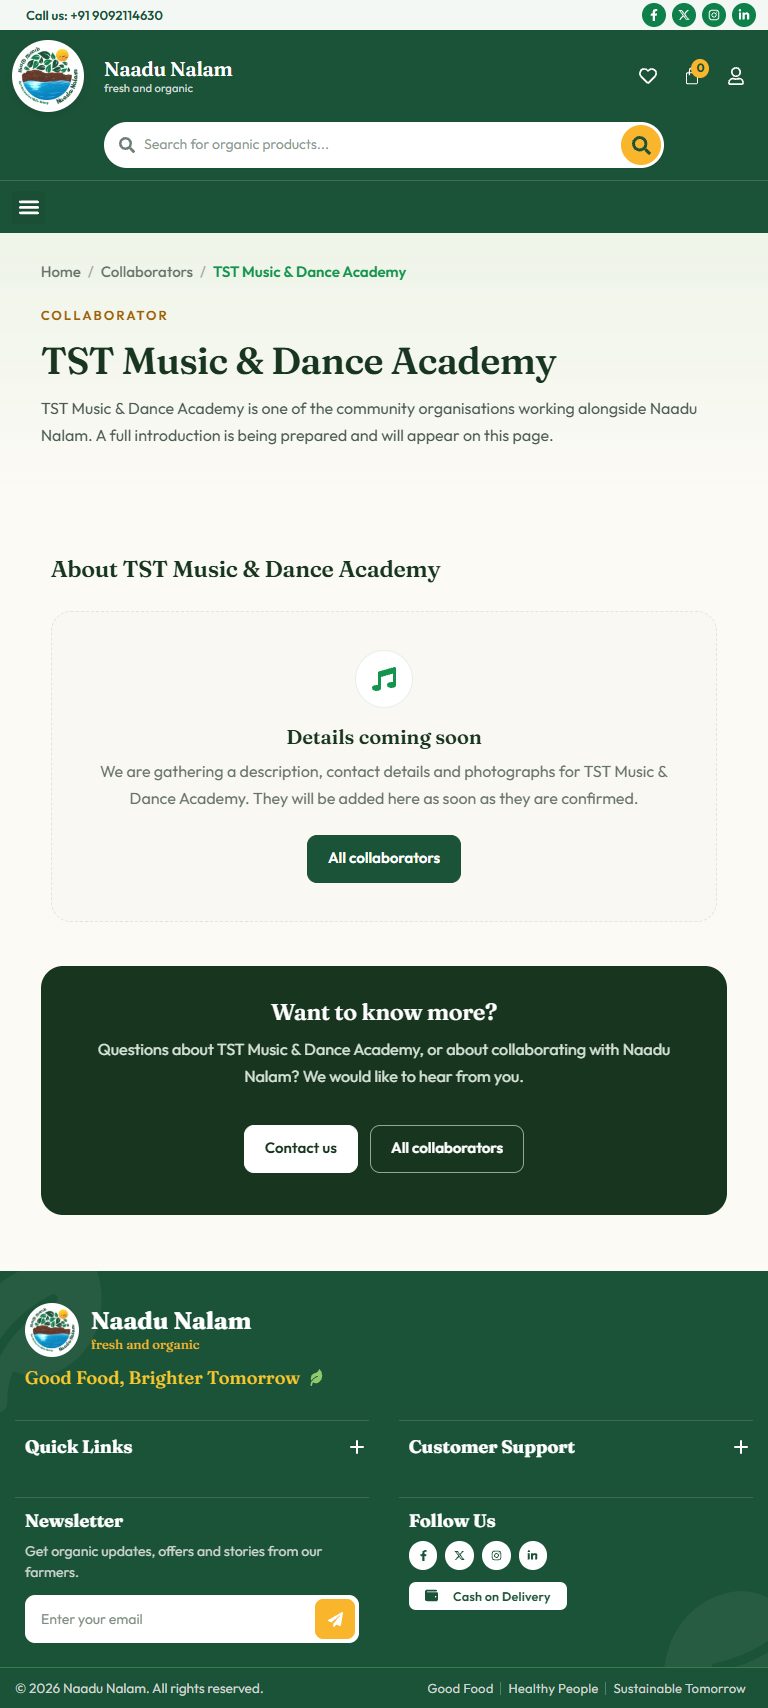 Call us: +91 9092114630
Naadu Nalam
fresh and organic
0
Search for organic products...
Home / Collaborators / TST Music & Dance Academy
COLLABORATOR
TST Music & Dance Academy
TST Music & Dance Academy is one of the community organisations working alongside Naadu
Nalam. A full introduction is being prepared and will appear on this page.
About TST Music & Dance Academy
Details coming soon
We are gathering a description, contact details and photographs for TST Music &
Dance Academy. They will be added here as soon as they are confirmed.
All collaborators
Want to know more?
Questions about TST Music & Dance Academy, or about collaborating with Naadu
Nalam? We would like to hear from you.
Contact us
All collaborators
Naadu Nalam
fresh and organic
Good Food, Brighter Tomorrow
Quick Links
Customer Support
Newsletter
Get organic updates, offers and stories from our
farmers.
Enter your email
Follow Us
Cash on Delivery
© 2026 Naadu Nalam. All rights reserved.
Good Food | Healthy People | Sustainable Tomorrow